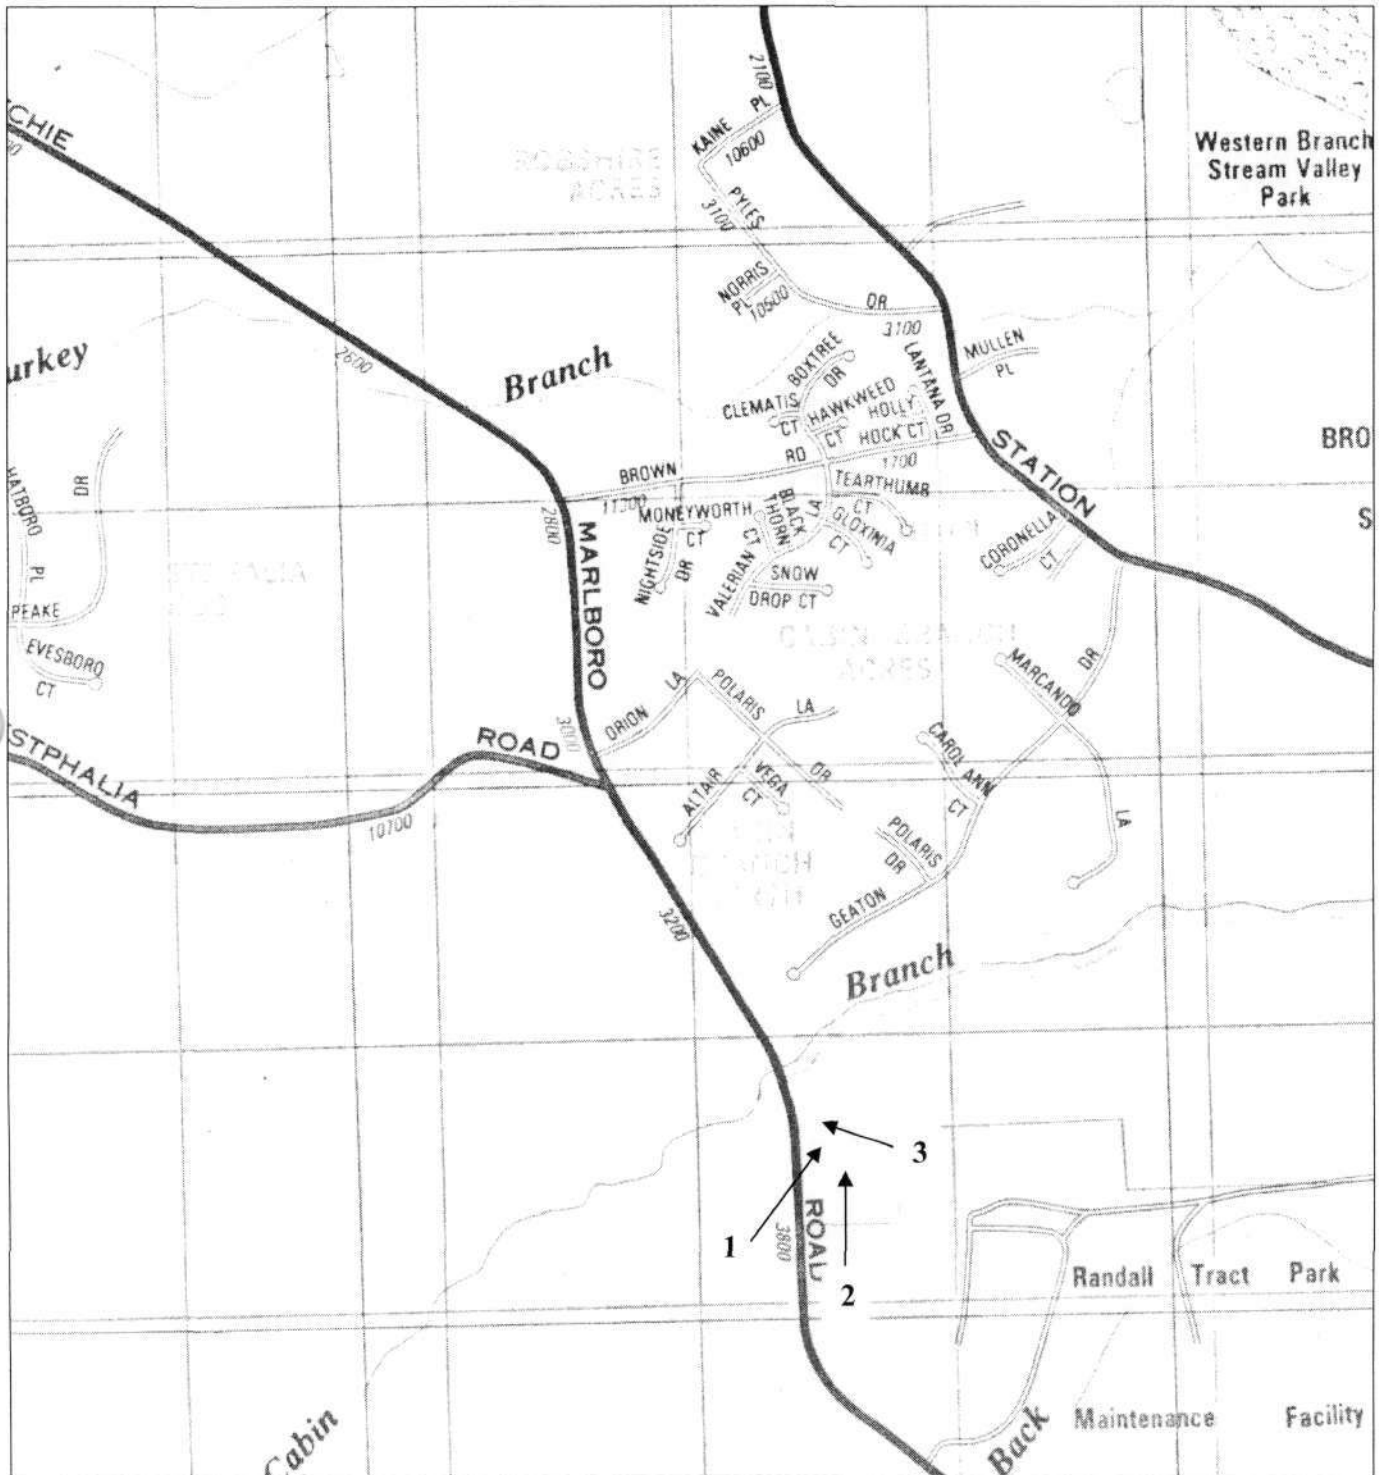 CHIE
2100
KAINE PL
10600
Western Branch
Stream Valley
Park
PYLES
3100
NORRIS
PL
10500
DR
3100
urkey
2600
Branch
BOXTREE
DR
LANTANA DR
MULLEN
PL
CLEMATIS
CT
HAWKWEED
CT
HOLLY
HOCK CT
BROWN
RD
1700
11300
STATION
BRO
S
HATBORO
PL
DR
2800
MARLBORO
MONEYWORTH
CT
NIGHTSIDE
DR
BLACK
THORN
CT
LA
TEARTHUMB
CT
GLOXINIA
CT
VALERIAN
SNOW
DROP CT
CORONELLA
CT
PEAKE
EVESBORO
CT
MARCANDO
DR
ORION
LA
POLARIS
LA
DR
3000
ROAD
STPHALIA
10700
ALTAIR
VEGA
CT
CAROL ANN
CT
LA
POLARIS
DR
GEATON
3200
Branch
3
1
ROAD
3800
2
Randall Tract Park
Cabin
Back
Maintenance Facility